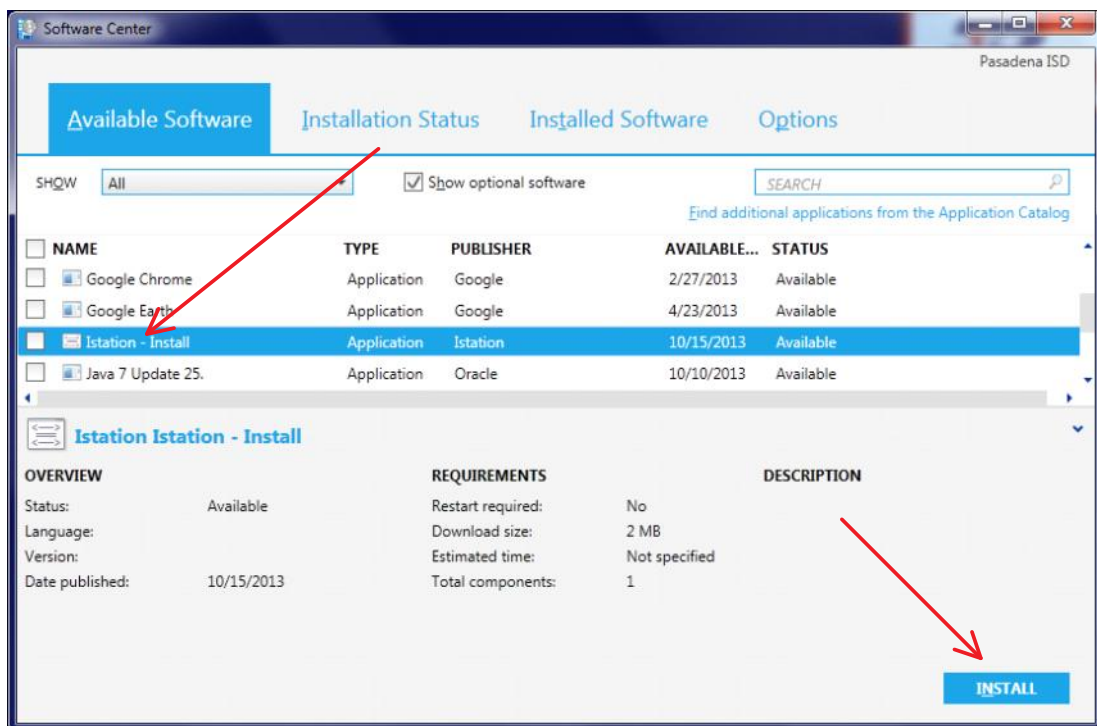 Software Center
Pasadena ISD
Available Software Installation Status Installed Software Options
SHOW All Show optional software SEARCH
Find additional applications from the Application Catalog
NAME TYPE PUBLISHER AVAILABLE... STATUS
Google Chrome Application Google 2/27/2013 Available
Google Earth Application Google 4/23/2013 Available
Istation - Install Application Istation 10/15/2013 Available
Java 7 Update 25. Application Oracle 10/10/2013 Available
Istation Istation - Install
OVERVIEW REQUIREMENTS DESCRIPTION
Status: Available Restart required: No
Language: Download size: 2 MB
Version: Estimated time: Not specified
Date published: 10/15/2013 Total components: 1
INSTALL